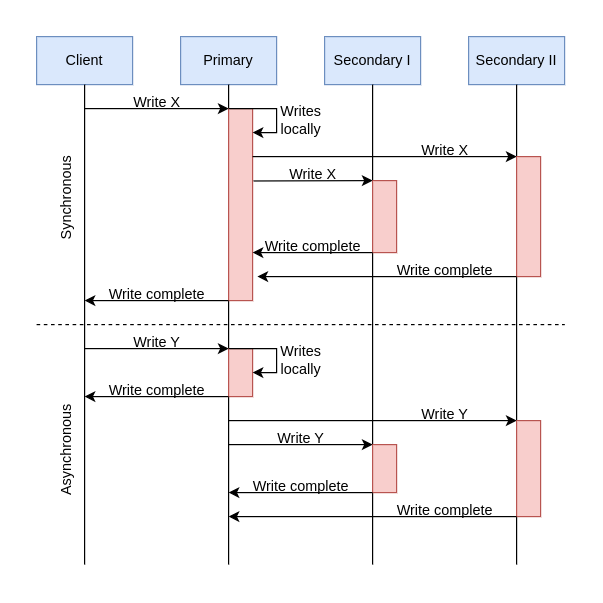 Client
Primary
Secondary I
Secondary II
Write X
Writes
locally
Write X
Write X
Synchronous
Write complete
Write complete
Write complete
Write Y
Writes
locally
Write complete
Asynchronous
Write Y
Write Y
Write complete
Write complete